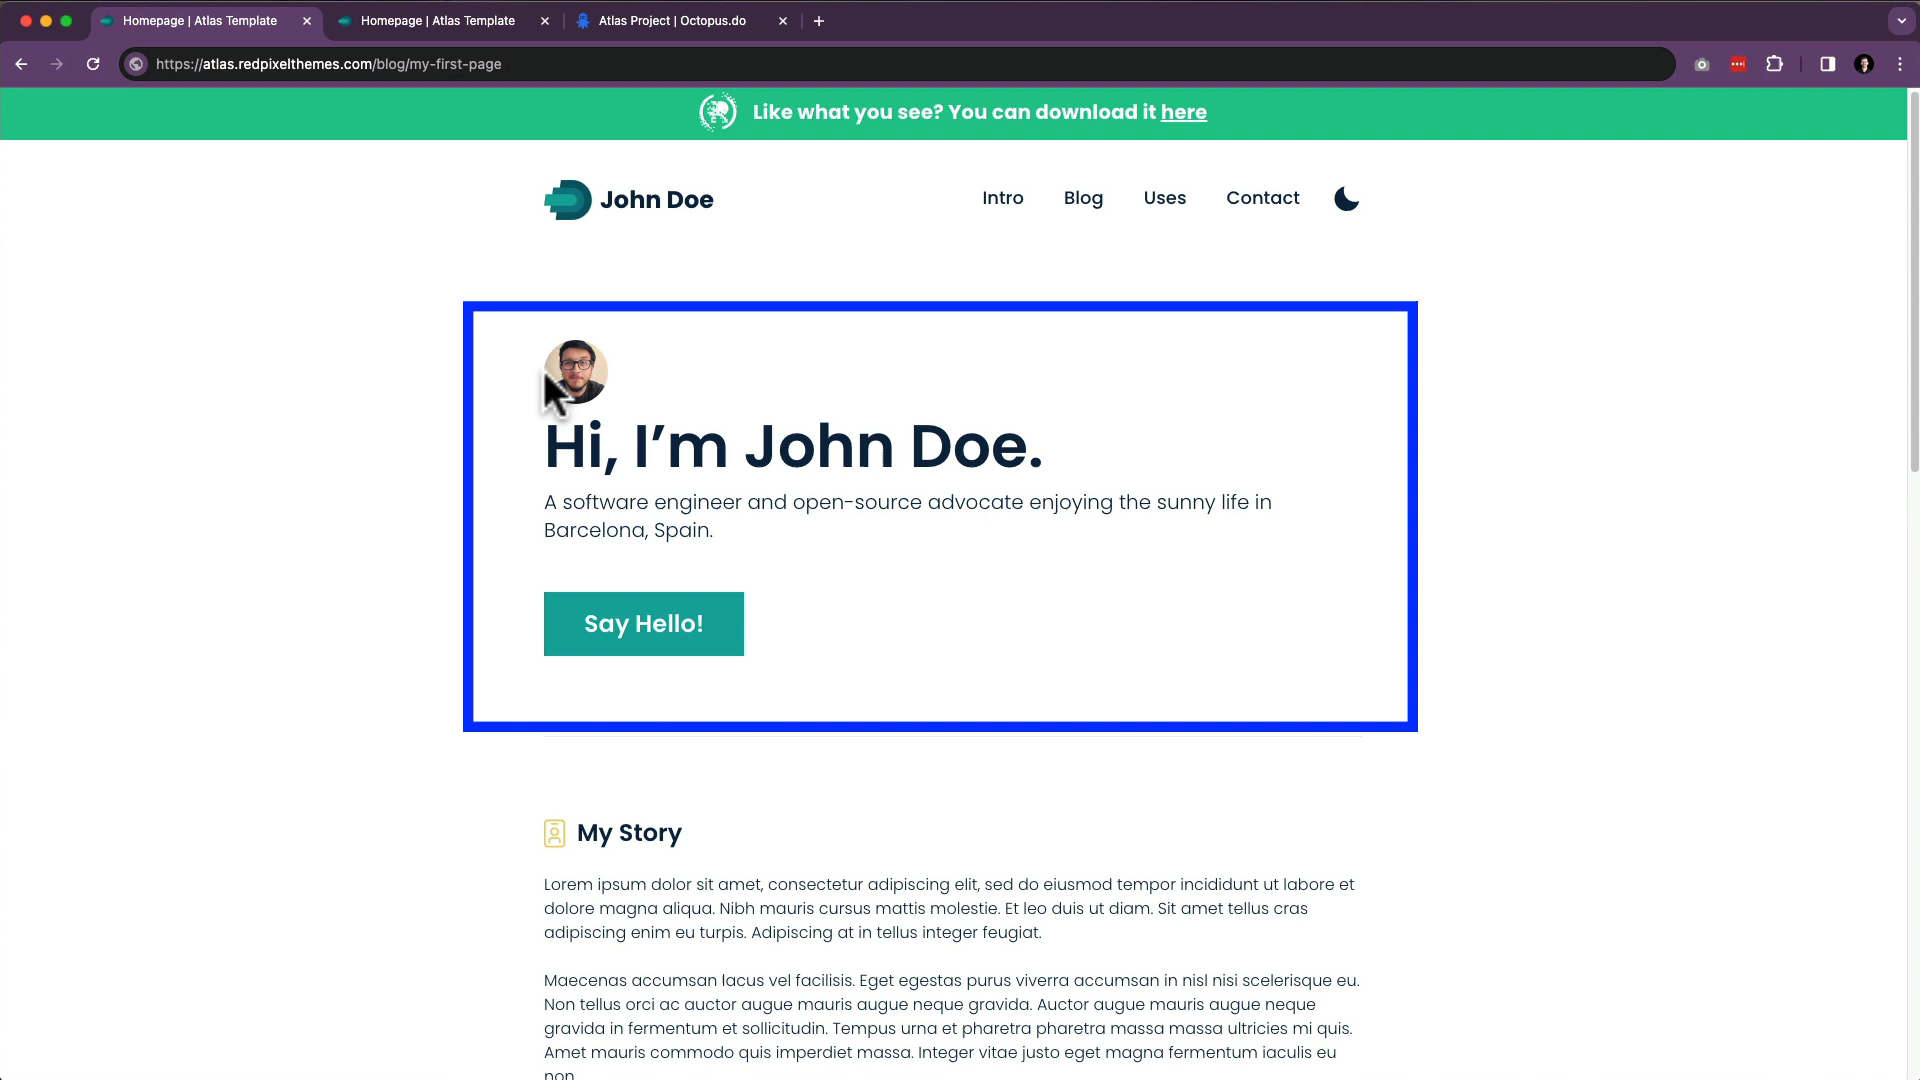 Homepage | Atlas Template
Homepage | Atlas Template
Atlas Project | Octopus.do
https://atlas.redpixelthemes.com/blog/my-first-page
Like what you see? You can download it here
John Doe
Intro
Blog
Uses
Contact
Hi, I’m John Doe.
A software engineer and open-source advocate enjoying the sunny life in
Barcelona, Spain.
Say Hello!
My Story
Lorem ipsum dolor sit amet, consectetur adipiscing elit, sed do eiusmod tempor incididunt ut labore et
dolore magna aliqua. Nibh mauris cursus mattis molestie. Et leo duis ut diam. Sit amet tellus cras
adipiscing enim eu turpis. Adipiscing at in tellus integer feugiat.
Maecenas accumsan lacus vel facilisis. Eget egestas purus viverra accumsan in nisl nisi scelerisque eu.
Non tellus orci ac auctor augue mauris augue neque gravida. Auctor augue mauris augue neque
gravida in fermentum et sollicitudin. Tempus urna et pharetra pharetra massa massa ultricies mi quis.
Amet mauris commodo quis imperdiet massa. Integer vitae justo eget magna fermentum iaculis eu
non